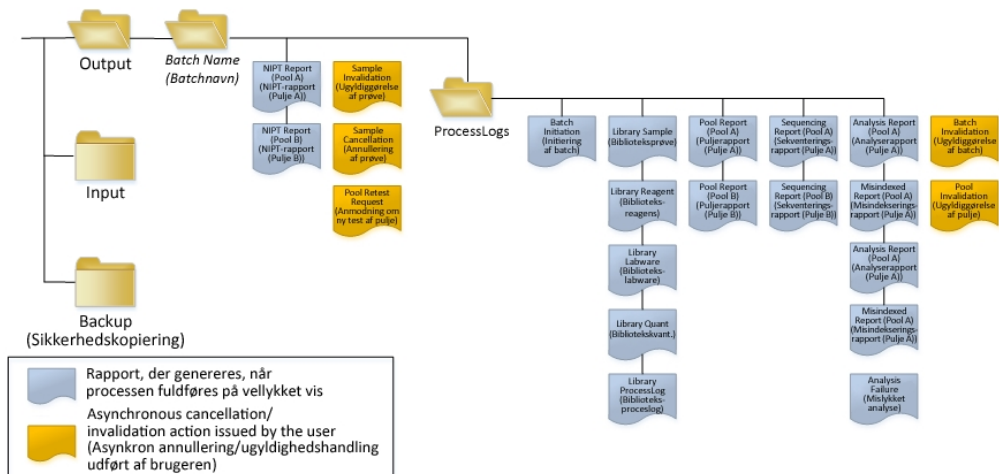 Output
Batch Name
(Batchnavn)
NIPT Report
(Pool A)
(NIPT-rapport
(Pulje A))
Sample
Invalidation
(Ugyldiggørelse
af prøve)
NIPT Report
(Pool B)
(NIPT-rapport
(Pulje B))
Sample
Cancellation
(Annullering
af prøve)
Pool Retest
Request
(Anmodning om
ny test af pulje)
ProcessLogs
Batch
Initiation
(Initiering
af batch)
Library Sample
(Biblioteksprøve)
Pool Report
(Pool A)
(Puljerapport
(Pulje A))
Sequencing
Report (Pool A)
(Sekventerings-
rapport (Pulje A))
Analysis Report
(Pool A)
(Analyserapport
(Pulje A))
Batch
Invalidation
(Ugyldiggørelse
af batch)
Library Reagent
(Biblioteks-
reagens)
Pool Report
(Pool B)
(Puljerapport
(Pulje B))
Sequencing
Report (Pool B)
(Sekventerings-
rapport (Pulje B))
Misindexed
Report (Pool A)
(Misindekserings-
rapport (Pulje A))
Pool
Invalidation
(Ugyldiggørelse
af pulje)
Library
Labware
(Biblioteks-
labware)
Analysis Report
(Pool A)
(Analyserapport
(Pulje A))
Library Quant
(Bibliotekskvant.)
Misindexed
Report (Pool A)
(Misindekserings-
rapport (Pulje A))
Library
ProcessLog
(Biblioteks-
proceslog)
Analysis
Failure
(Mislykket
analyse)
Input
Backup
(Sikkerhedskopiering)
Rapport, der genereres, når
processen fuldføres på vellykket vis
Asynchronous cancellation/
invalidation action issued by the user
(Asynkron annullering/ugyldighedshandling
udført af brugeren)